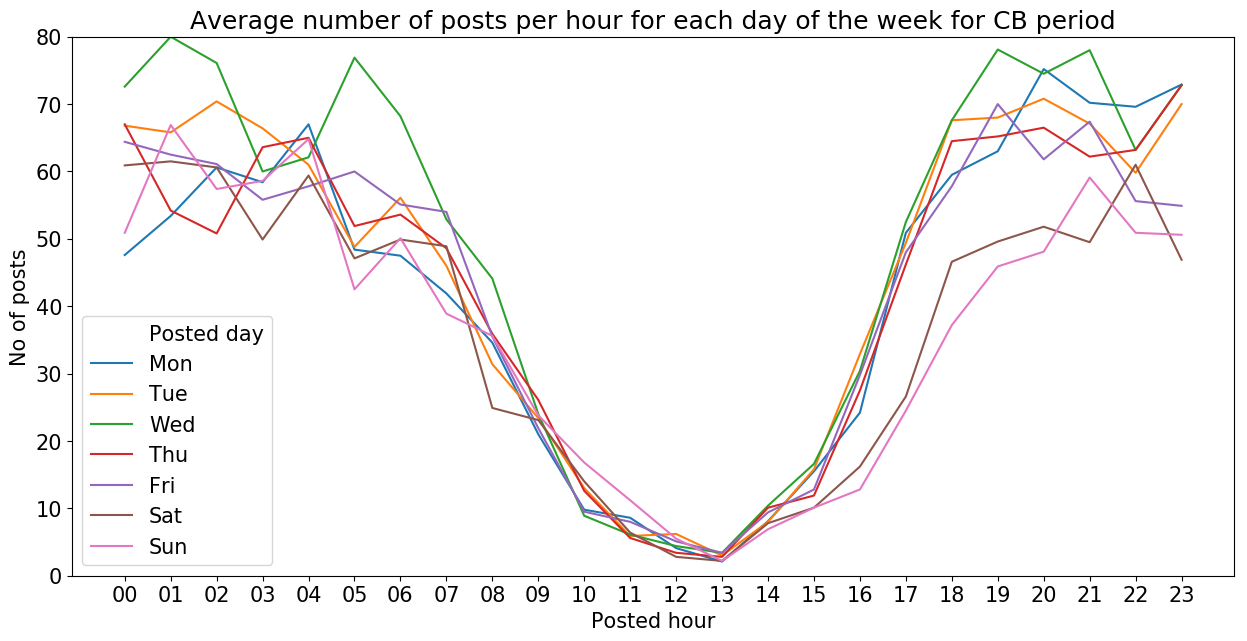 Average number of posts per hour for each day of the week for CB period
No of posts
80
70
60
50
40
30
20
10
0
Posted day
Mon
Tue
Wed
Thu
Fri
Sat
Sun
00 01 02 03 04 05 06 07 08 09 10 11 12 13 14 15 16 17 18 19 20 21 22 23
Posted hour